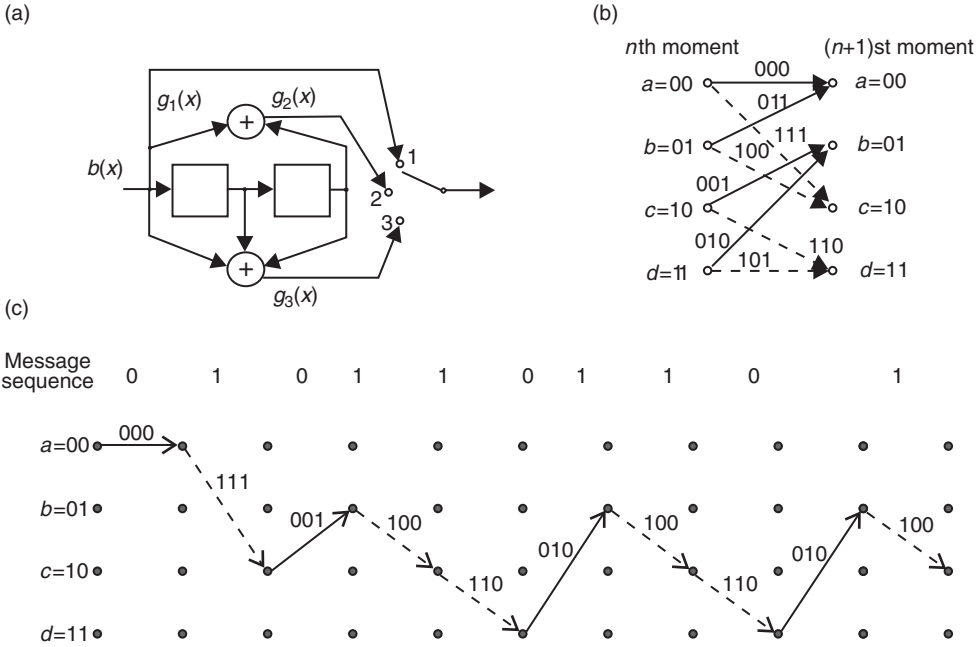 (a)
g1(x)
g2(x)
+
b(x)
1
2
3
+
g3(x)
(b)
nth moment (n+1)st moment
a=00 000 a=00
011
111
b=01 100 b=01
001
c=10 c=10
010 110
d=11 101 d=11
(c)
Message
sequence 0 1 0 1 1 0 1 1 0 1
a=00 000
111
b=01 001 100 010 100 010 100
c=10 110 110
d=11